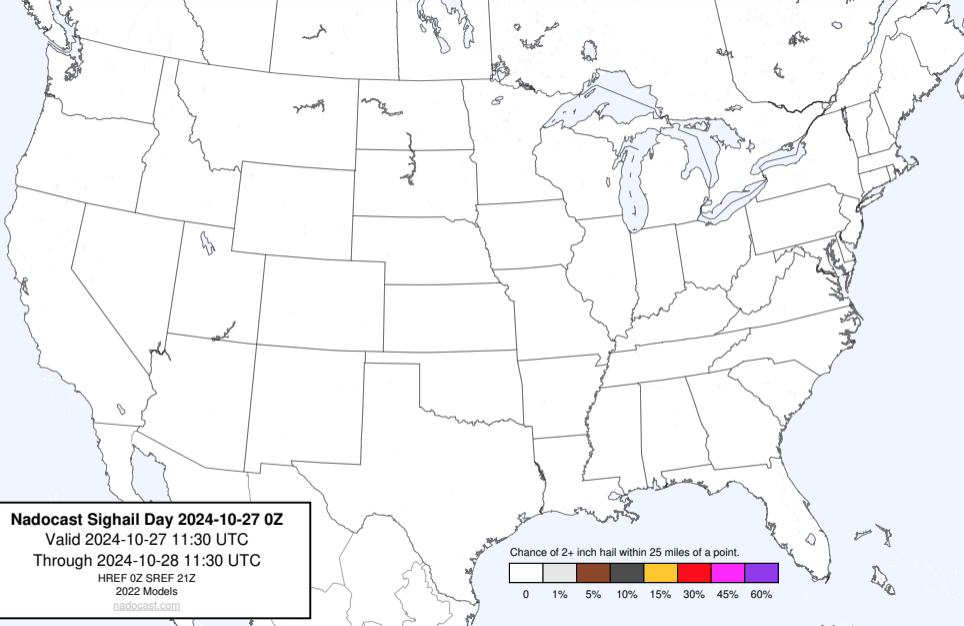 Nadocast Sighail Day 2024-10-27 0Z
Valid 2024-10-27 11:30 UTC
Through 2024-10-28 11:30 UTC
HREF 0Z SREF 21Z
2022 Models
nadocast.com
Chance of 2+ inch hail within 25 miles of a point.
0 1% 5% 10% 15% 30% 45% 60%